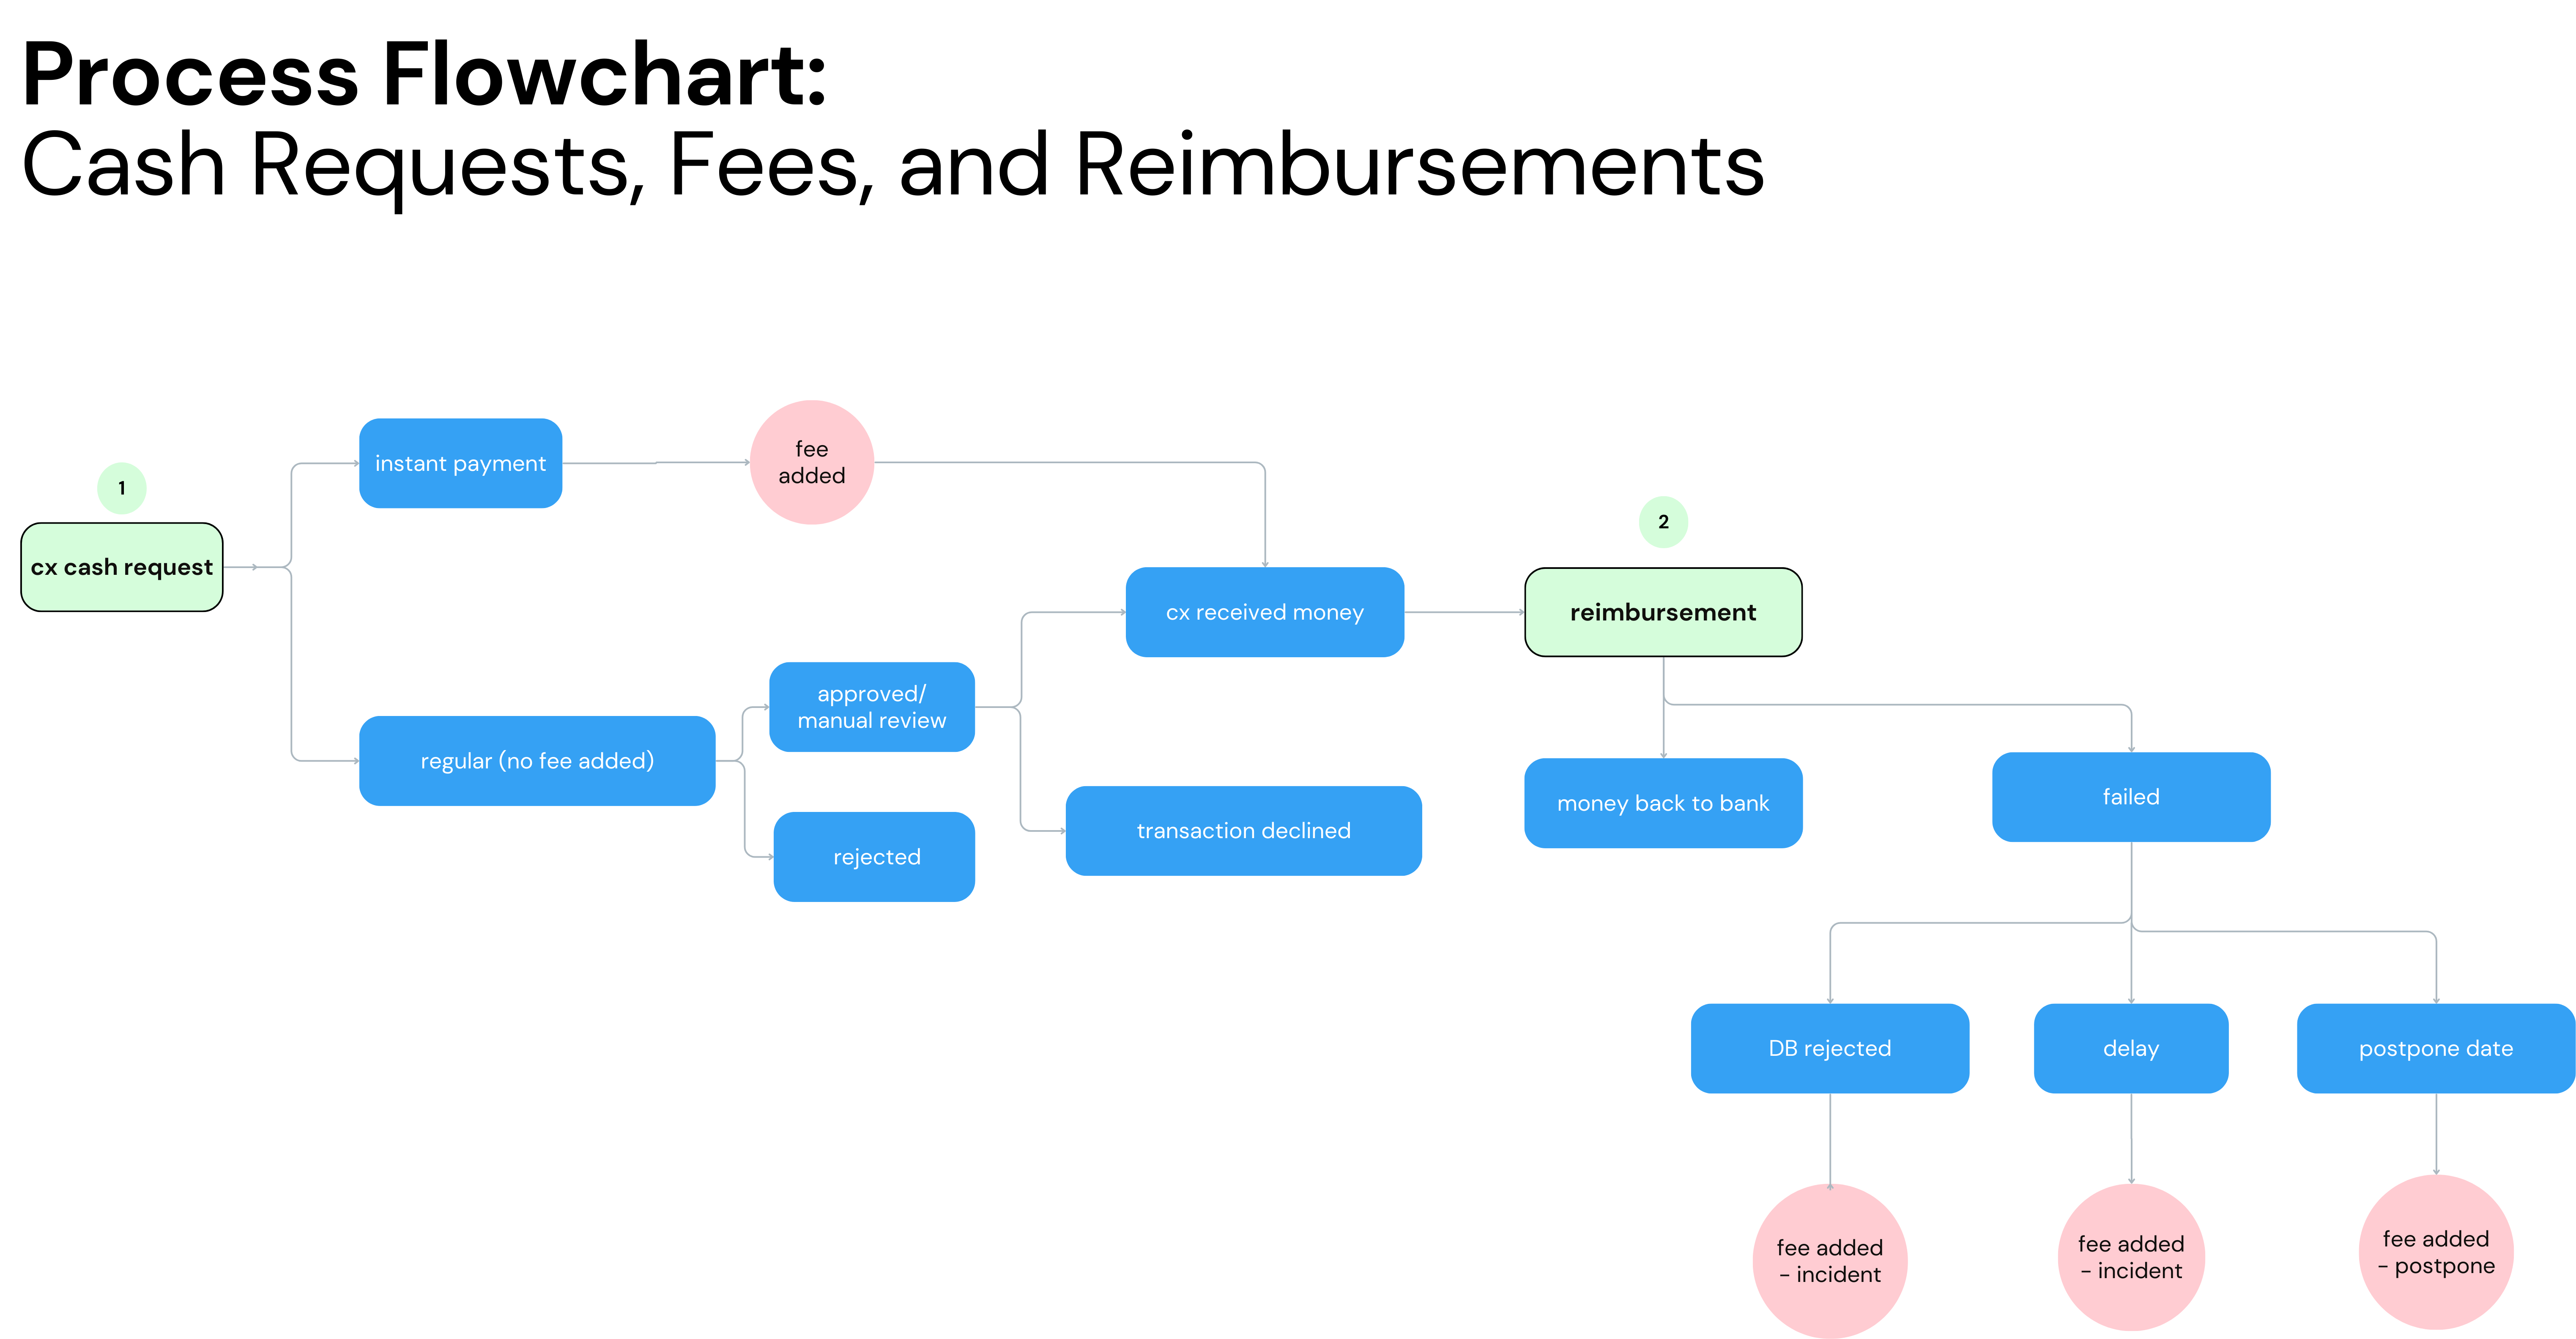 Process Flowchart:
Cash Requests, Fees, and Reimbursements
1
cx cash request
instant payment
fee
added
regular (no fee added)
approved/
manual review
rejected
cx received money
transaction declined
2
reimbursement
money back to bank
failed
DB rejected
delay
postpone date
fee added
- incident
fee added
- incident
fee added
- postpone